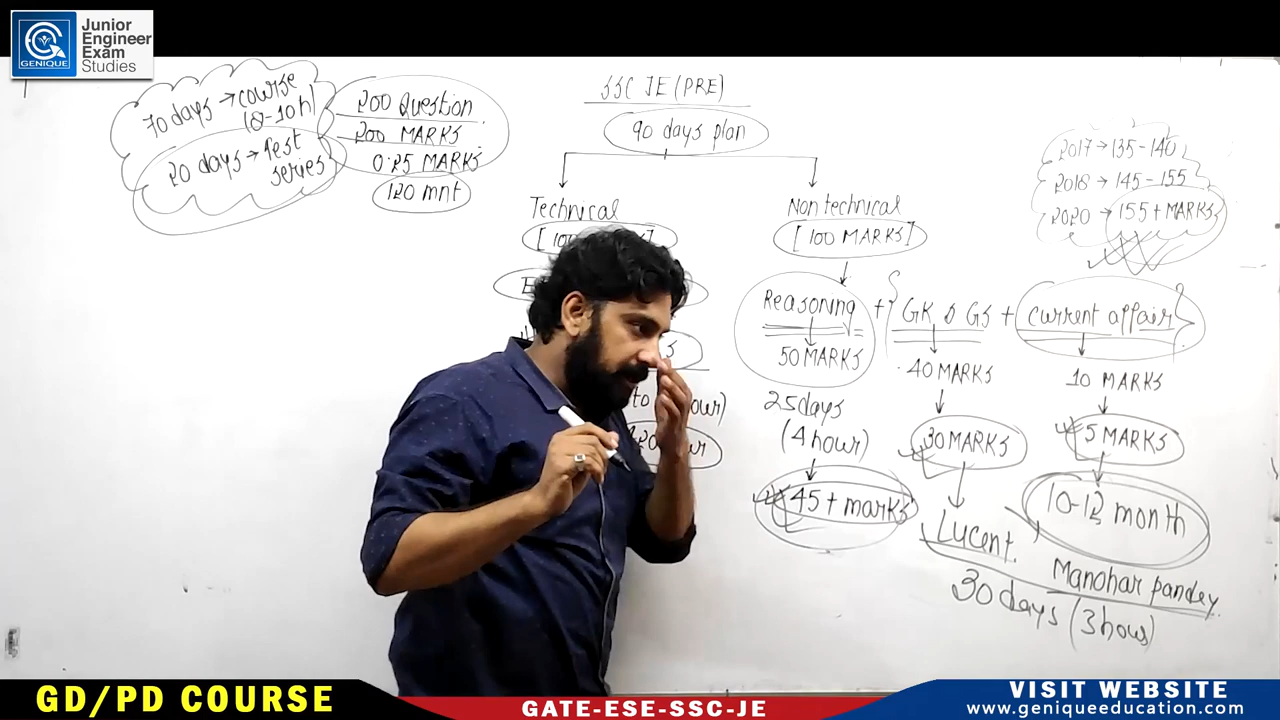 Junior
Engineer
Exam
Studies
GENIQUE
70 days → course
(8-10 h)
20 days → Test
series
200 Question
200 MARKS
0.25 MARKS
120 mnt
SSC JE (PRE)
90 days plan
Technical
[100
Non technical
[100 MARKS]
2017 → 135-140
2018 → 145-155
2020 → 155+ MARKS
Reasoning + { GK & GS + current affair }
50 MARKS
40 MARKS
10 MARKS
25 days
(4 hour)
45+ marks
30 MARKS
5 MARKS
10-12 month
Lucent.
Manohar pandey
30 days (3 hour)
GD/PD COURSE
GATE-ESE-SSC-JE
VISIT WEBSITE
www.geniqueeducation.com